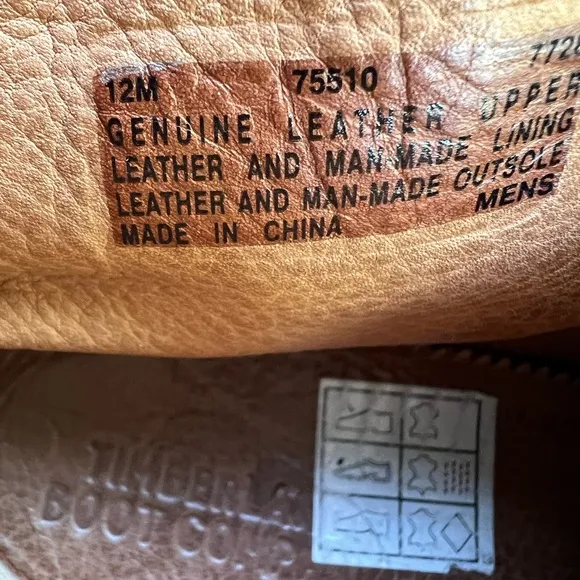 12M 75510
GENUINE LEATHER UPPER
LEATHER AND MAN-MADE LINING
LEATHER AND MAN-MADE OUTSOLE
MADE IN CHINA MENS
BOOT